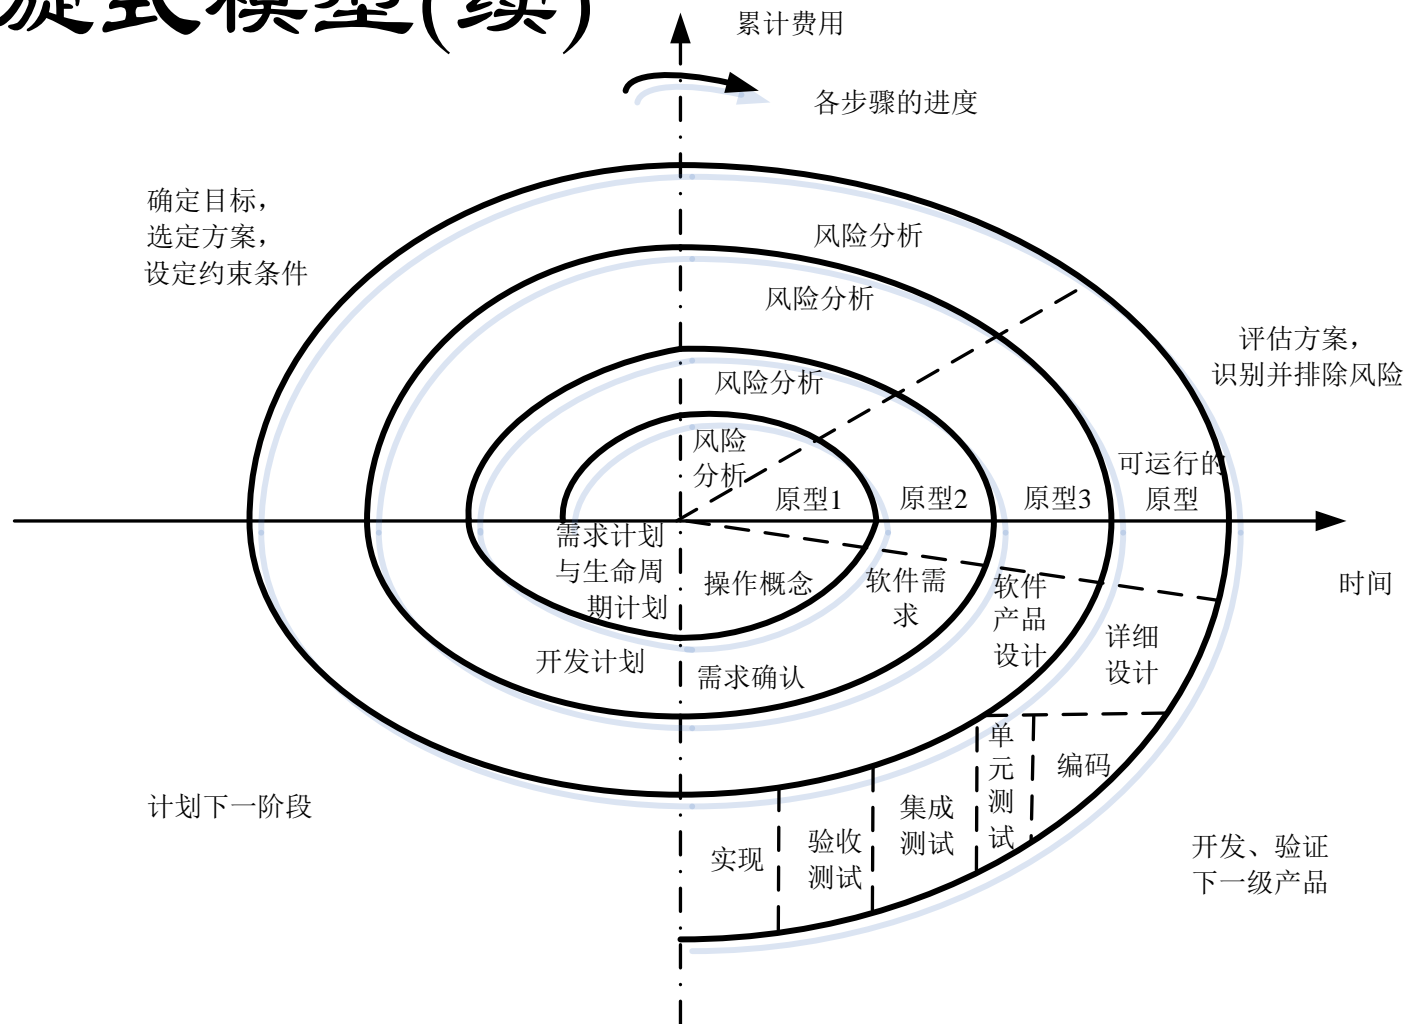 旋式模型(续)
累计费用
各步骤的进度
确定目标，
选定方案，
设定约束条件
风险分析
风险分析
评估方案，
识别并排除风险
风险分析
风险
分析
可运行的
原型
原型1
原型2
原型3
需求计划
与生命周
期计划
操作概念
软件需
求
软件
产品
设计
时间
详细
设计
开发计划
需求确认
单
元
测
试
编码
计划下一阶段
集成
测试
验收
测试
实现
开发、验证
下一级产品